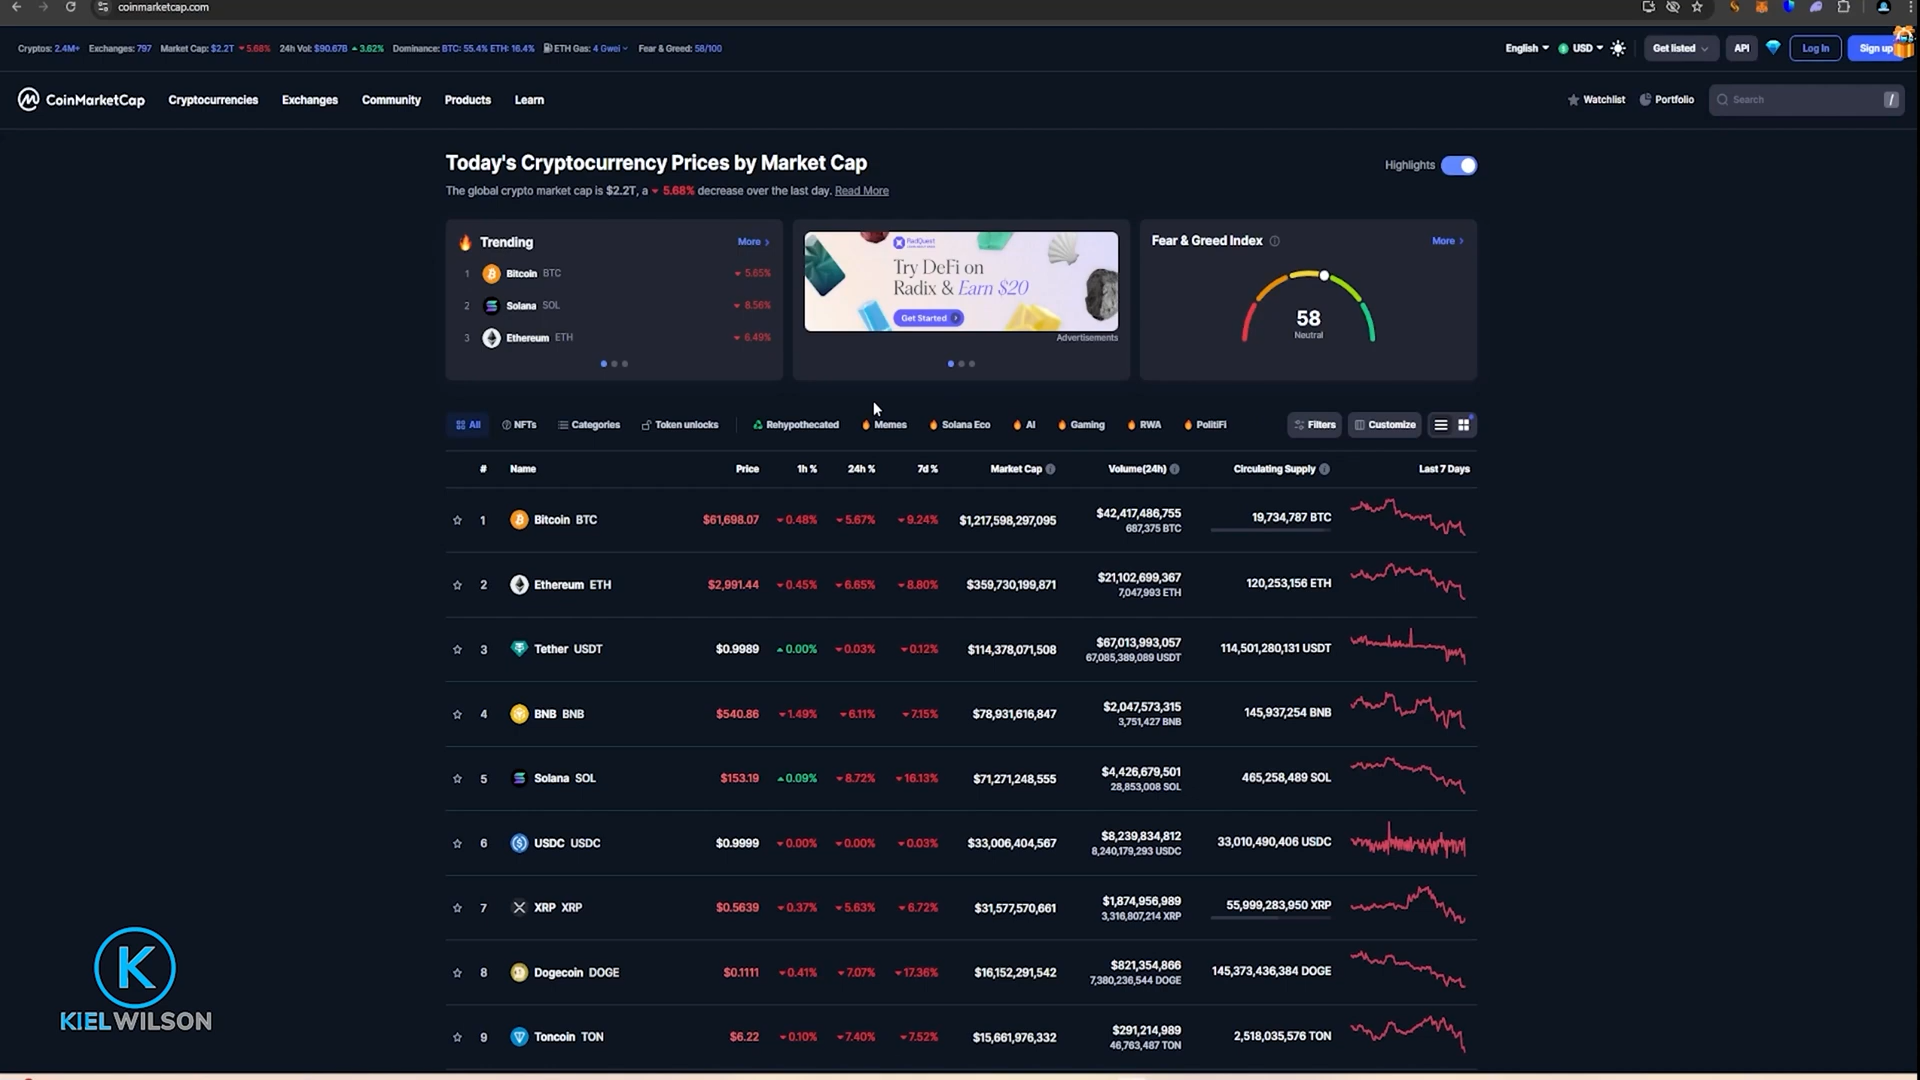 coinmarketcap.com
Cryptos: 2.4M+ Exchanges: 797 Market Cap: $2.2T 5.68% 24h Vol: $90.67B 3.62% Dominance: BTC: 55.4% ETH: 16.4% ETH Gas: 4 Gwei Fear & Greed: 58/100
English USD Get listed API Log In Sign up
CoinMarketCap Cryptocurrencies Exchanges Community Products Learn Watchlist Portfolio Search /
Today's Cryptocurrency Prices by Market Cap
Highlights
The global crypto market cap is $2.2T, a 5.68% decrease over the last day. Read More
Trending More
1 Bitcoin BTC 5.65%
2 Solana SOL 8.56%
3 Ethereum ETH 6.49%
RadQuest
Try DeFi on
Radix & Earn $20
Get Started
Advertisements
Fear & Greed Index More
58
Neutral
All NFTs Categories Token unlocks Rehypothecated Memes Solana Eco AI Gaming RWA PolitiFi Filters Customize
# Name Price 1h % 24h % 7d % Market Cap Volume(24h) Circulating Supply Last 7 Days
1 Bitcoin BTC $61,698.07 0.48% 5.67% 9.24% $1,217,598,297,095 $42,417,486,755 19,734,787 BTC
687,375 BTC
2 Ethereum ETH $2,991.44 0.45% 6.65% 8.80% $359,730,199,871 $21,102,699,367 120,253,156 ETH
7,047,993 ETH
3 Tether USDT $0.9989 0.00% 0.03% 0.12% $114,378,071,508 $67,013,993,057 114,501,280,131 USDT
67,085,389,089 USDT
4 BNB BNB $540.86 1.49% 6.11% 7.15% $78,931,616,847 $2,047,573,315 145,937,254 BNB
3,751,427 BNB
5 Solana SOL $153.19 0.09% 8.72% 16.13% $71,271,248,555 $4,426,679,501 465,258,489 SOL
28,853,008 SOL
6 USDC USDC $0.9999 0.00% 0.00% 0.03% $33,006,404,567 $8,239,834,812 33,010,490,406 USDC
8,240,179,293 USDC
7 XRP XRP $0.5639 0.37% 5.63% 6.72% $31,577,570,661 $1,874,956,989 55,999,283,950 XRP
3,316,807,214 XRP
8 Dogecoin DOGE $0.1111 0.41% 7.07% 17.36% $16,152,291,542 $821,354,866 145,373,436,384 DOGE
7,380,236,544 DOGE
9 Toncoin TON $6.22 0.10% 7.40% 7.52% $15,661,976,332 $291,214,989 2,518,035,576 TON
46,763,487 TON
K
KIELWILSON